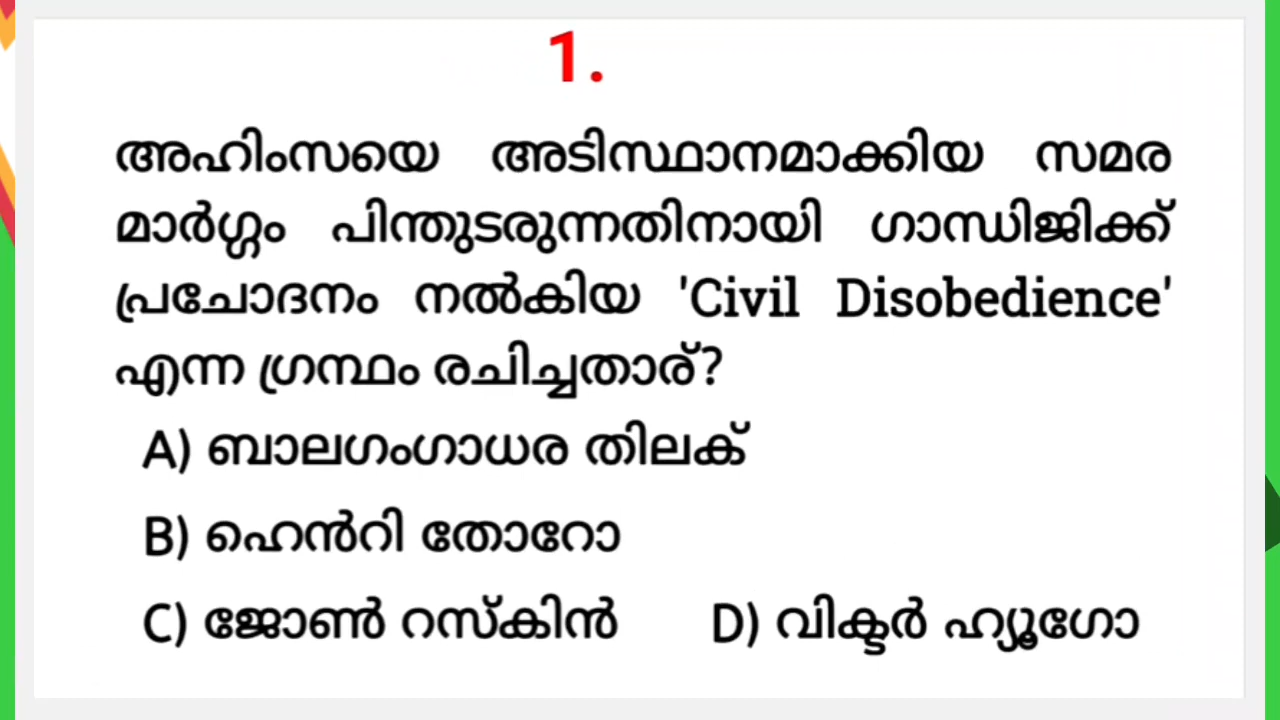 1.
അഹിംസയെ അടിസ്ഥാനമാക്കിയ സമര
മാർഗ്ഗം പിന്തുടരുന്നതിനായി ഗാന്ധിജിക്ക്
പ്രചോദനം നൽകിയ 'Civil Disobedience'
എന്ന ഗ്രന്ഥം രചിച്ചതാര്?
A) ബാലഗംഗാധര തിലക്
B) ഹെൻറി തോറോ
C) ജോൺ റസ്കിൻ D) വിക്ടർ ഹ്യൂഗോ